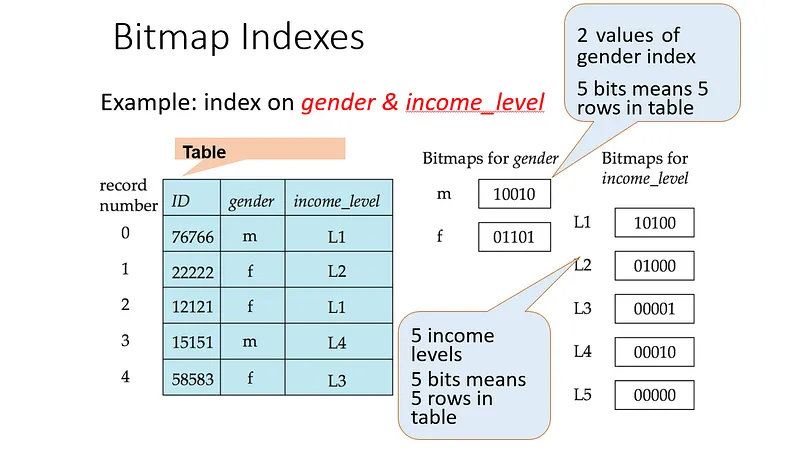 Bitmap Indexes
Example: index on gender & income_level
2 values of
gender index
5 bits means 5
rows in table
Table
record
number
ID gender income_level
0 76766 m L1
1 22222 f L2
2 12121 f L1
3 15151 m L4
4 58583 f L3
Bitmaps for gender
m 10010
f 01101
Bitmaps for
income_level
L1 10100
L2 01000
L3 00001
L4 00010
L5 00000
5 income
levels
5 bits means
5 rows in
table